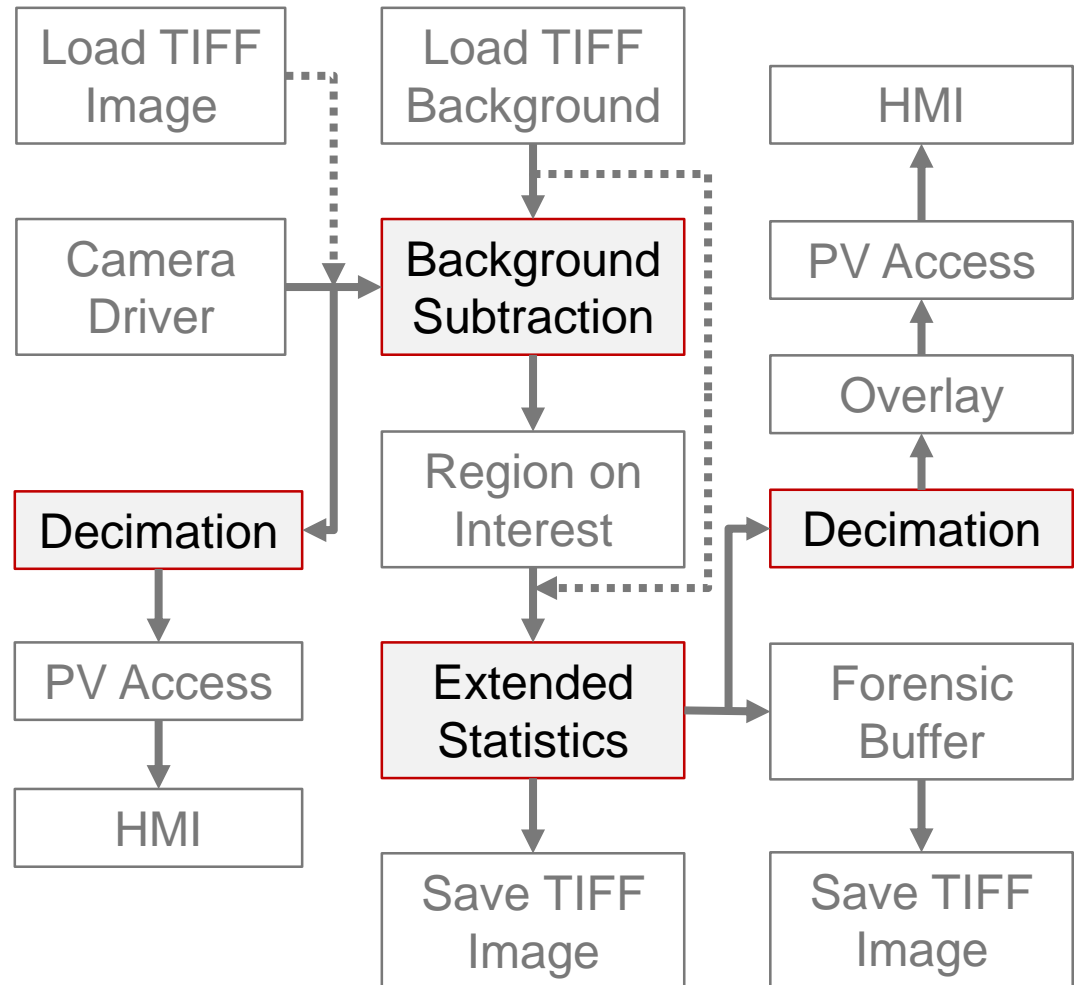 Load TIFF
Image
Load TIFF
Background
HMI
Camera
Driver
Background
Subtraction
PV Access
Overlay
Region on
Interest
Decimation
Decimation
PV Access
Extended
Statistics
Forensic
Buffer
HMI
Save TIFF
Image
Save TIFF
Image